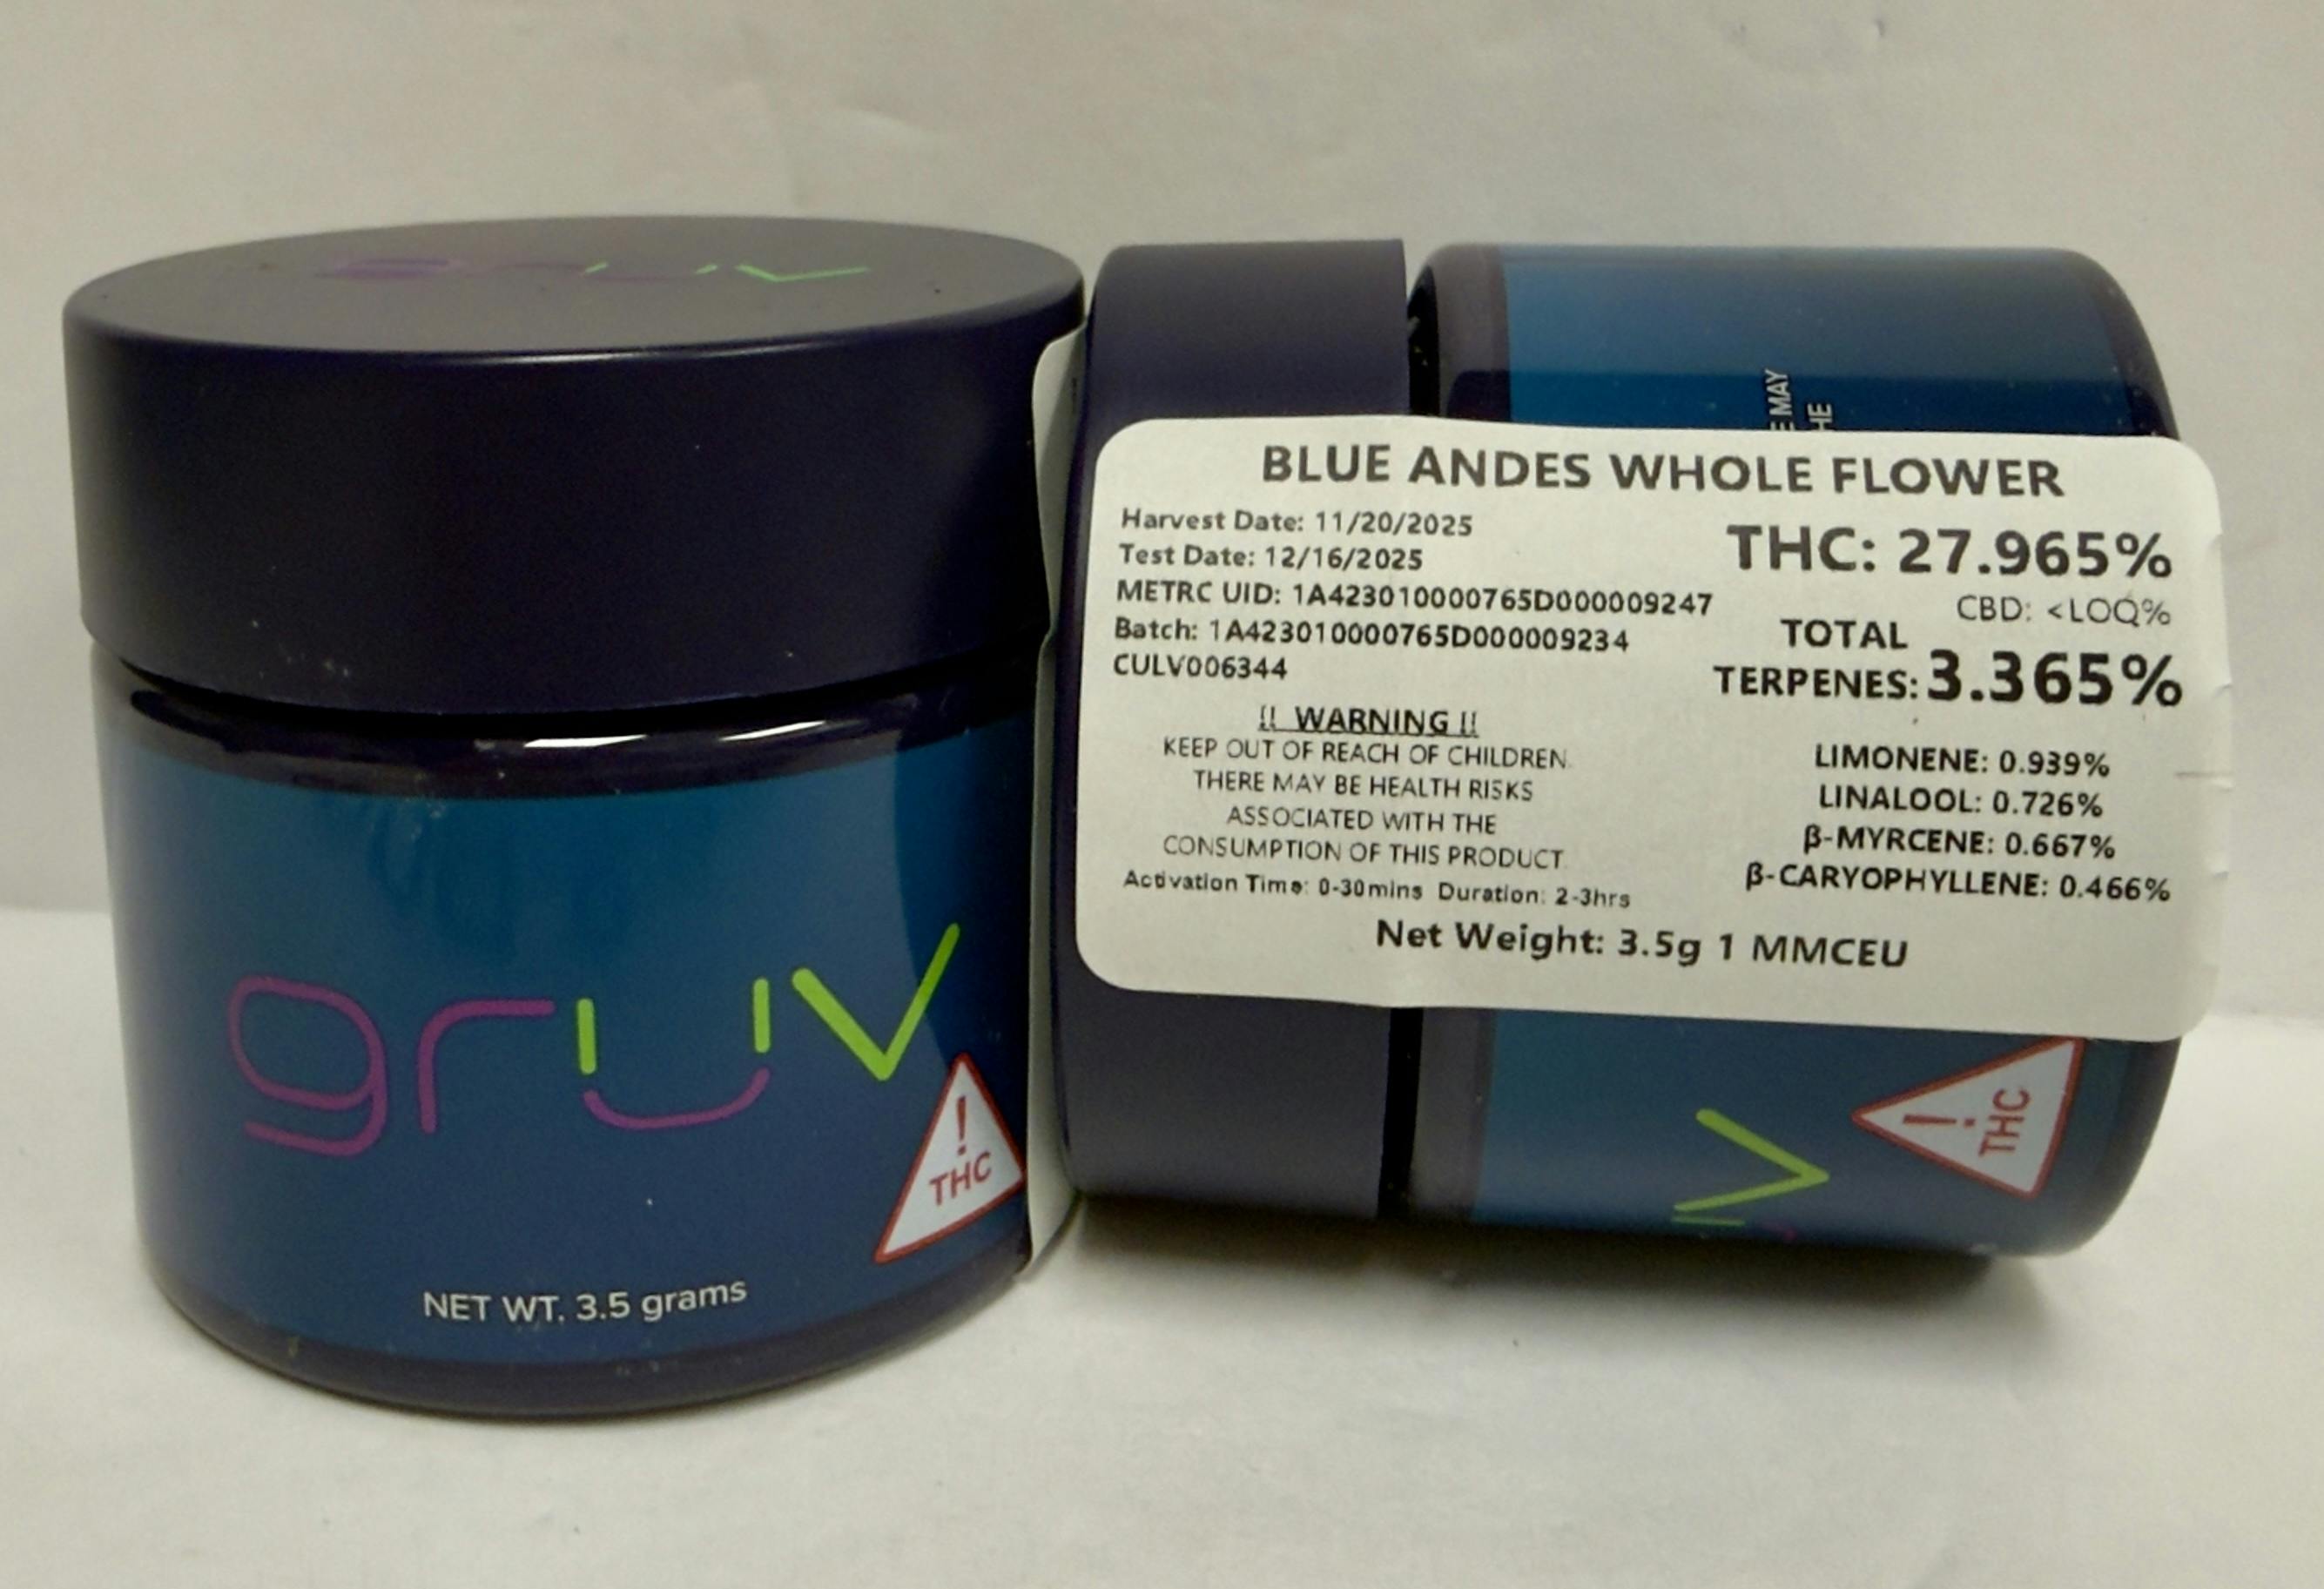 gruv
gruv
! THC
NET WT. 3.5 grams
E MAY
HE
BLUE ANDES WHOLE FLOWER
Harvest Date: 11/20/2025
Test Date: 12/16/2025
METRC UID: 1A423010000765D000009247
Batch: 1A423010000765D000009234
CULV006344
!! WARNING !!
KEEP OUT OF REACH OF CHILDREN.
THERE MAY BE HEALTH RISKS
ASSOCIATED WITH THE
CONSUMPTION OF THIS PRODUCT.
Activation Time: 0-30mins Duration: 2-3hrs
THC: 27.965%
CBD: <LOQ%
TOTAL
TERPENES: 3.365%
LIMONENE: 0.939%
LINALOOL: 0.726%
β-MYRCENE: 0.667%
β-CARYOPHYLLENE: 0.466%
Net Weight: 3.5g 1 MMCEU
V
! THC